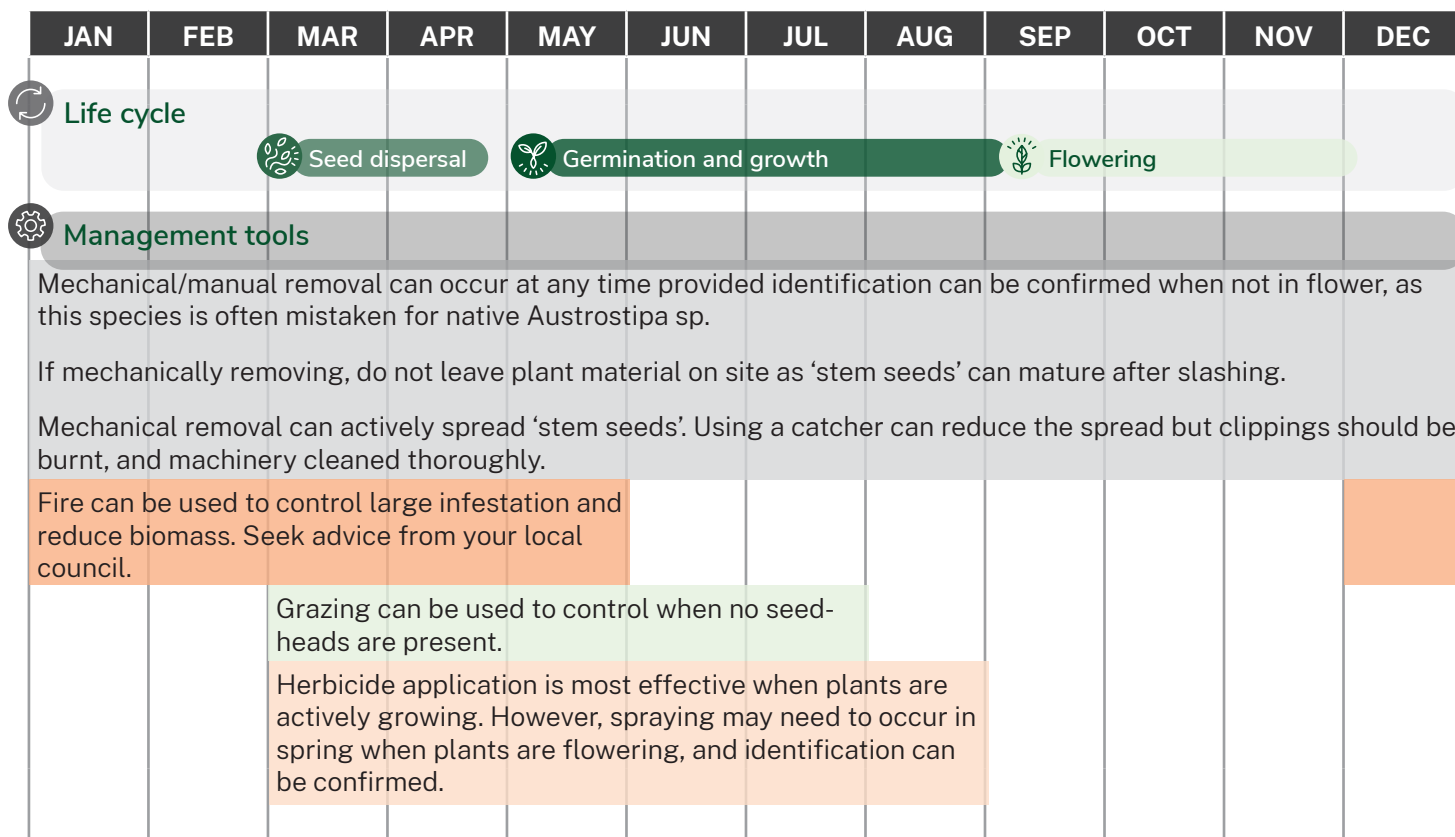 JAN FEB MAR APR MAY JUN JUL AUG SEP OCT NOV DEC
Life cycle
Seed dispersal Germination and growth Flowering
Management tools
Mechanical/manual removal can occur at any time provided identification can be confirmed when not in flower, as
this species is often mistaken for native Austrostipa sp.
If mechanically removing, do not leave plant material on site as ‘stem seeds’ can mature after slashing.
Mechanical removal can actively spread ‘stem seeds’. Using a catcher can reduce the spread but clippings should be
burnt, and machinery cleaned thoroughly.
Fire can be used to control large infestation and
reduce biomass. Seek advice from your local
council.
Grazing can be used to control when no seed-
heads are present.
Herbicide application is most effective when plants are
actively growing. However, spraying may need to occur in
spring when plants are flowering, and identification can
be confirmed.